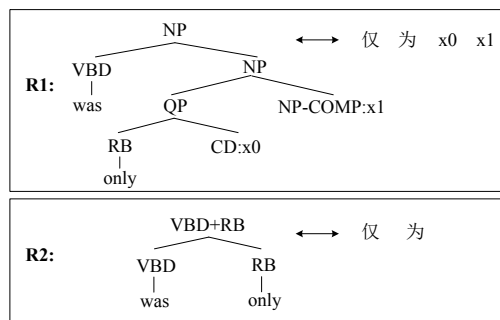 NP
仅 为 x0 x1
VBD
NP
R1:
was
QP
NP-COMP:x1
RB
CD:x0
only
VBD+RB
仅 为
R2:
VBD
RB
was
only